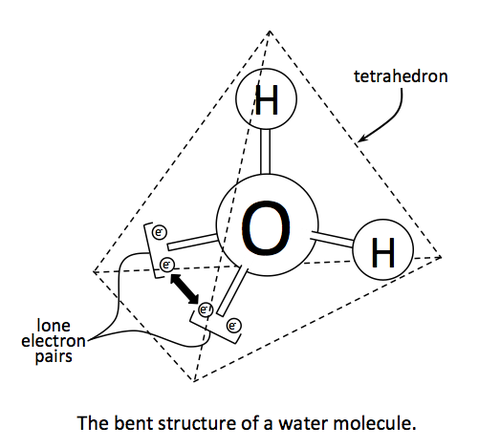 tetrahedron
H
O
H
e⁻
e⁻
e⁻
e⁻
lone
electron
pairs
The bent structure of a water molecule.